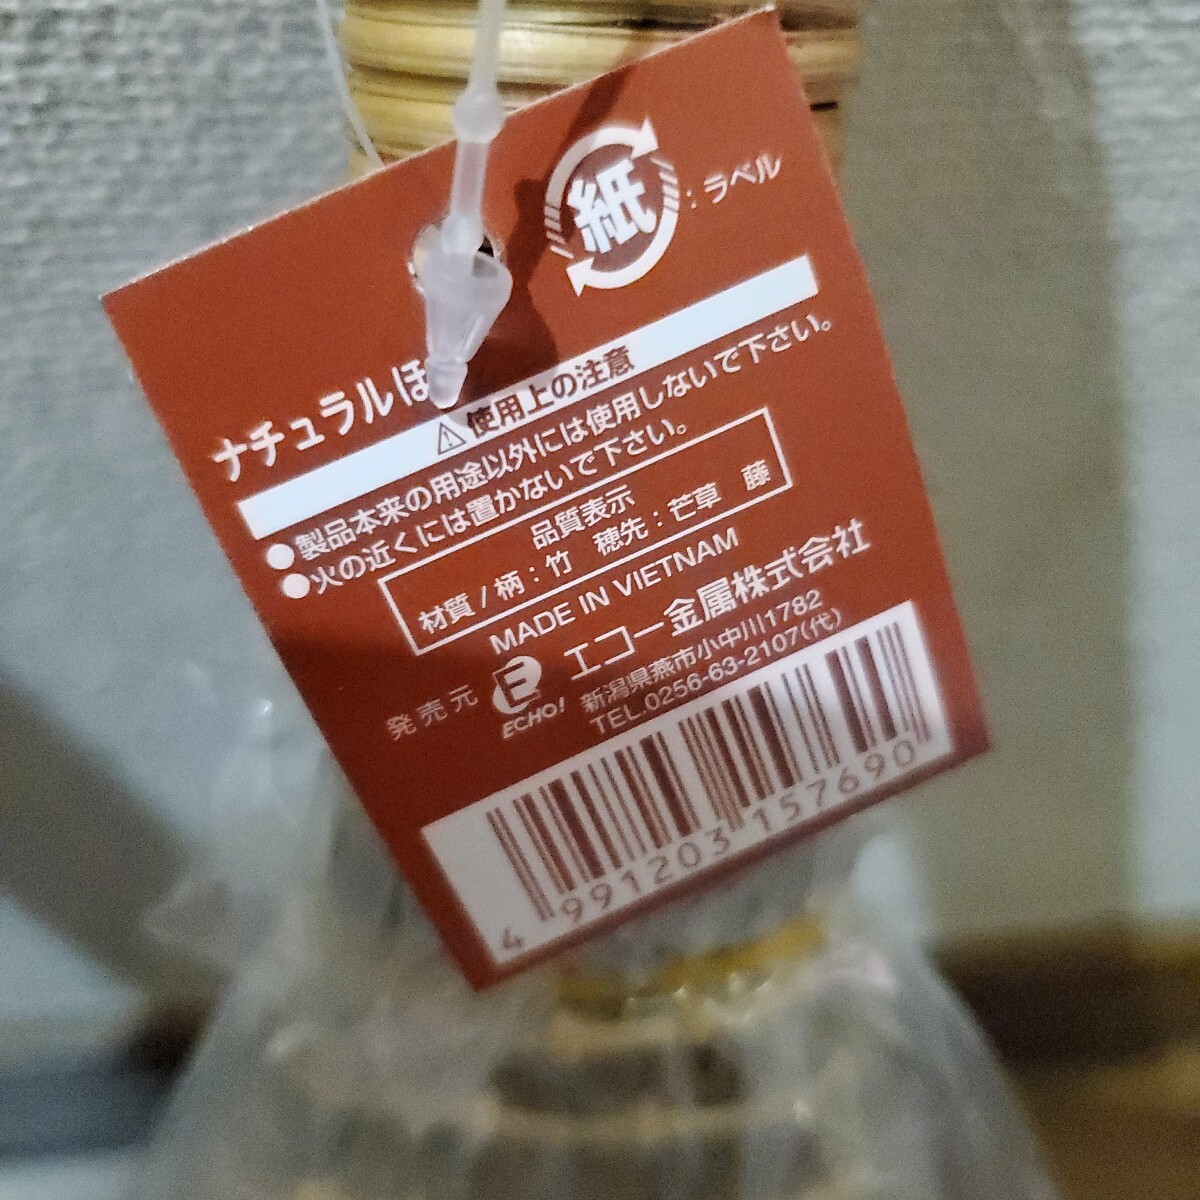 紙 : ラベル
ナチュラルほ
⚠ 使用上の注意
●製品本来の用途以外には使用しないで下さい。
●火の近くには置かないで下さい。
品質表示
材質 / 柄 : 竹　穂先 : 芒草　藤
MADE IN VIETNAM
発売元 E ECHO! エコー金属株式会社
新潟県燕市小中川1782
TEL.0256-63-2107(代)
4 991203 157690